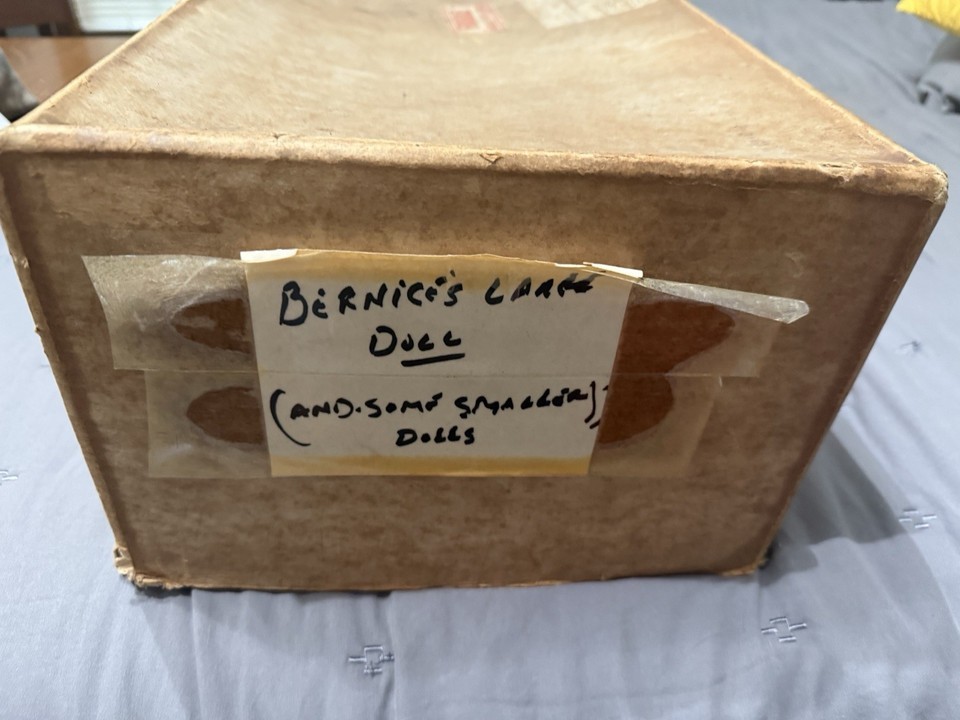 BERNICE'S LARGE
DOLL
(AND SOME SMALLER)
DOLLS